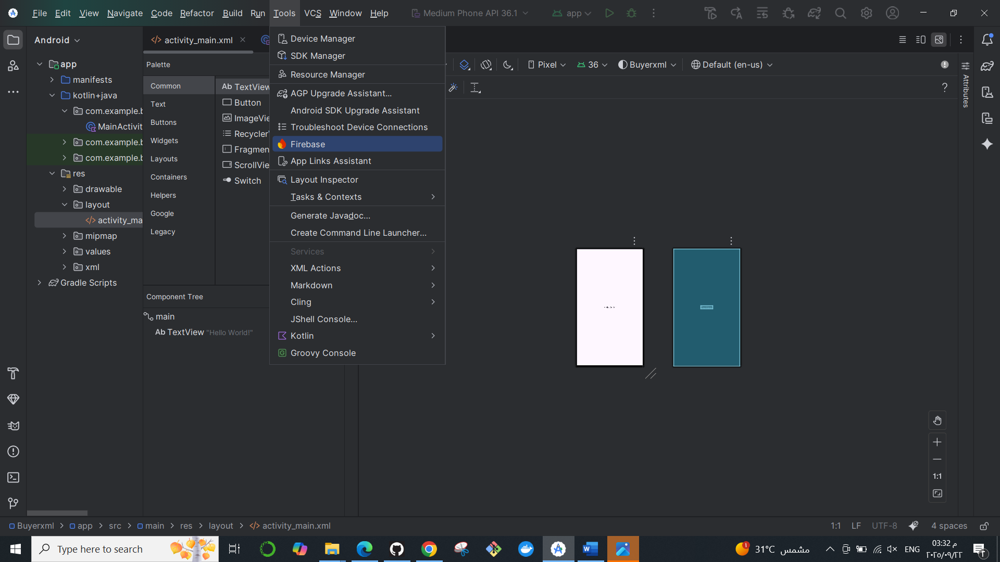 File Edit View Navigate Code Refactor Build Run Tools VCS Window Help Medium Phone API 36.1 app
Android
activity_main.xml
app
manifests
kotlin+java
com.example.b
MainActivit
com.example.b
com.example.b
res
drawable
layout
activity_ma
mipmap
values
xml
Gradle Scripts
Palette
Common
Text
Buttons
Widgets
Layouts
Containers
Helpers
Google
Legacy
Ab TextView
Button
ImageVie
Recycler
Fragmen
ScrollVie
Switch
Component Tree
main
Ab TextView "Hello World!"
Device Manager
SDK Manager
Resource Manager
AGP Upgrade Assistant...
Android SDK Upgrade Assistant
Troubleshoot Device Connections
Firebase
App Links Assistant
Layout Inspector
Tasks & Contexts
Generate Javadoc...
Create Command Line Launcher...
Services
XML Actions
Markdown
Cling
JShell Console...
Kotlin
Groovy Console
Pixel 36 Buyerxml Default (en-us)
Attributes
1:1
Buyerxml > app > src > main > res > layout > activity_main.xml
1:1 LF UTF-8 4 spaces
Type here to search
31°C مشمس
ENG
03:32 م
٢٠٢٥/٠٩/٢٢